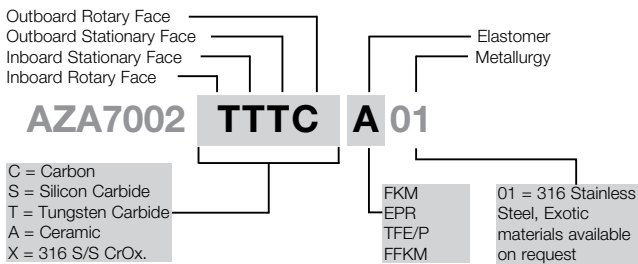 Outboard Rotary Face
Outboard Stationary Face
Inboard Stationary Face
Inboard Rotary Face
Elastomer
Metallurgy
AZA7002 TTTC A 01
C = Carbon
S = Silicon Carbide
T = Tungsten Carbide
A = Ceramic
X = 316 S/S CrOx.
FKM
EPR
TFE/P
FFKM
01 = 316 Stainless
Steel, Exotic
materials available
on request